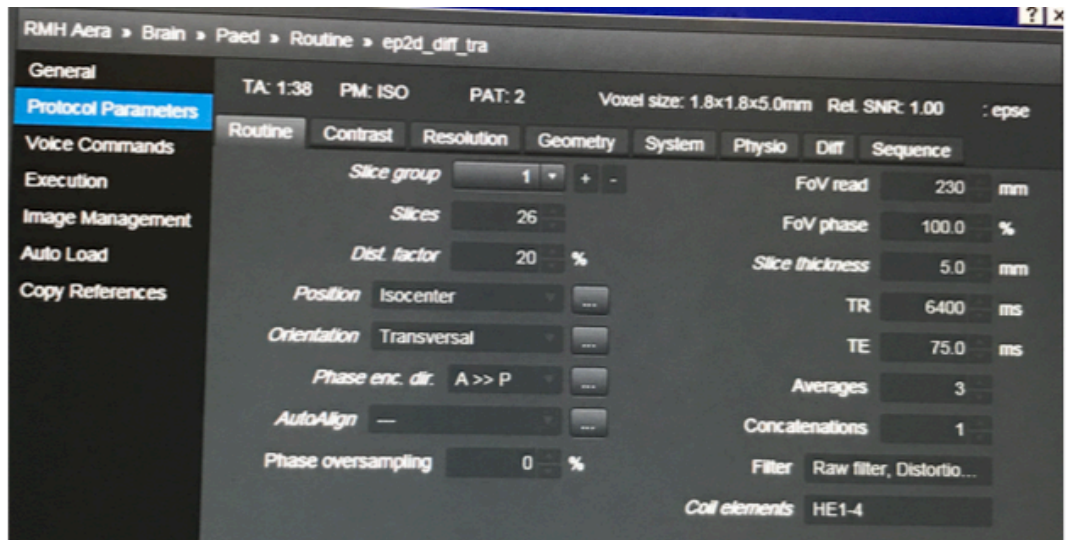 ? x
RMH Aera » Brain » Paed » Routine » ep2d_diff_tra
General
Protocol Parameters
Voice Commands
Execution
Image Management
Auto Load
Copy References
TA: 1:38 PM: ISO PAT: 2 Voxel size: 1.8×1.8×5.0mm Rel. SNR: 1.00 : epse
Routine Contrast Resolution Geometry System Physio Diff Sequence
Slice group 1 + -
Slices 26
Dist. factor 20 %
Position Isocenter ...
Orientation Transversal ...
Phase enc. dir. A >> P ...
AutoAlign --- ...
Phase oversampling 0 %
FoV read 230 mm
FoV phase 100.0 %
Slice thickness 5.0 mm
TR 6400 ms
TE 75.0 ms
Averages 3
Concatenations 1
Filter Raw filter, Distortio...
Coil elements HE1-4